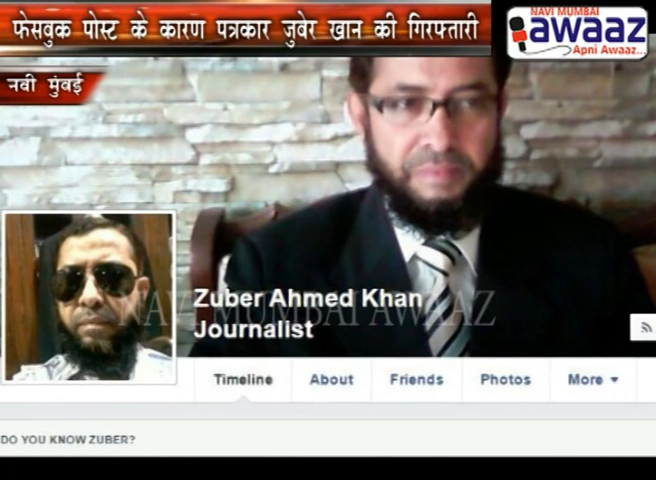 फेसबुक पोस्ट के कारण पत्रकार जुबेर खान की गिरफ्तारी
NAVI MUMBAI
awaaz
Apni Awaaz...
नवी मुंबई
Zuber Ahmed Khan
NAVI MUMBAI AWAAZ
Journalist
Timeline About Friends Photos More
DO YOU KNOW ZUBER?